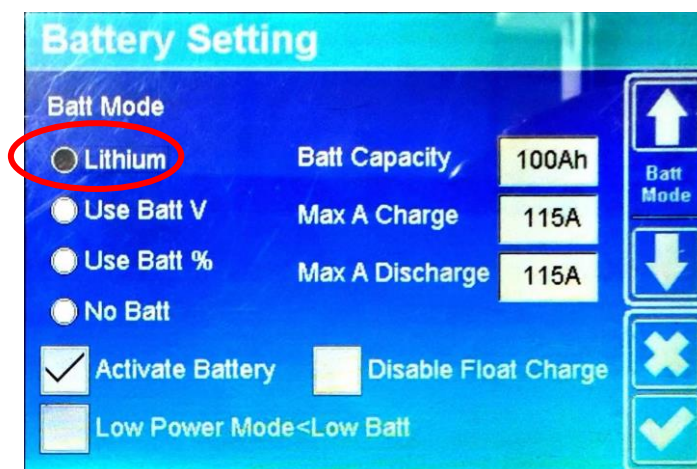 Battery Setting
Batt Mode
Lithium
Batt Capacity 100Ah
Use Batt V
Max A Charge 115A
Use Batt %
Max A Discharge 115A
No Batt
Activate Battery
Disable Float Charge
Low Power Mode<Low Batt
Batt
Mode